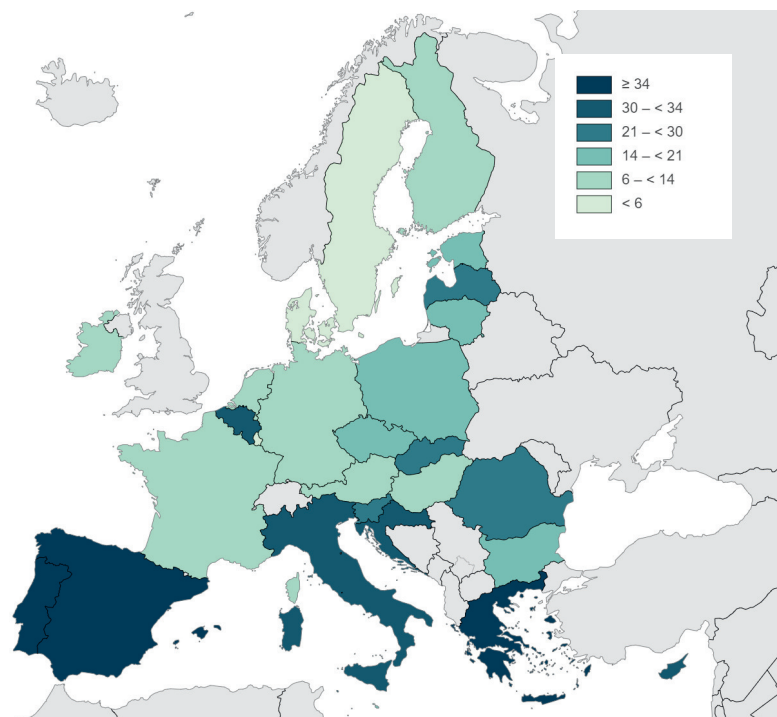 ≥ 34
30 – < 34
21 – < 30
14 – < 21
6 – < 14
< 6